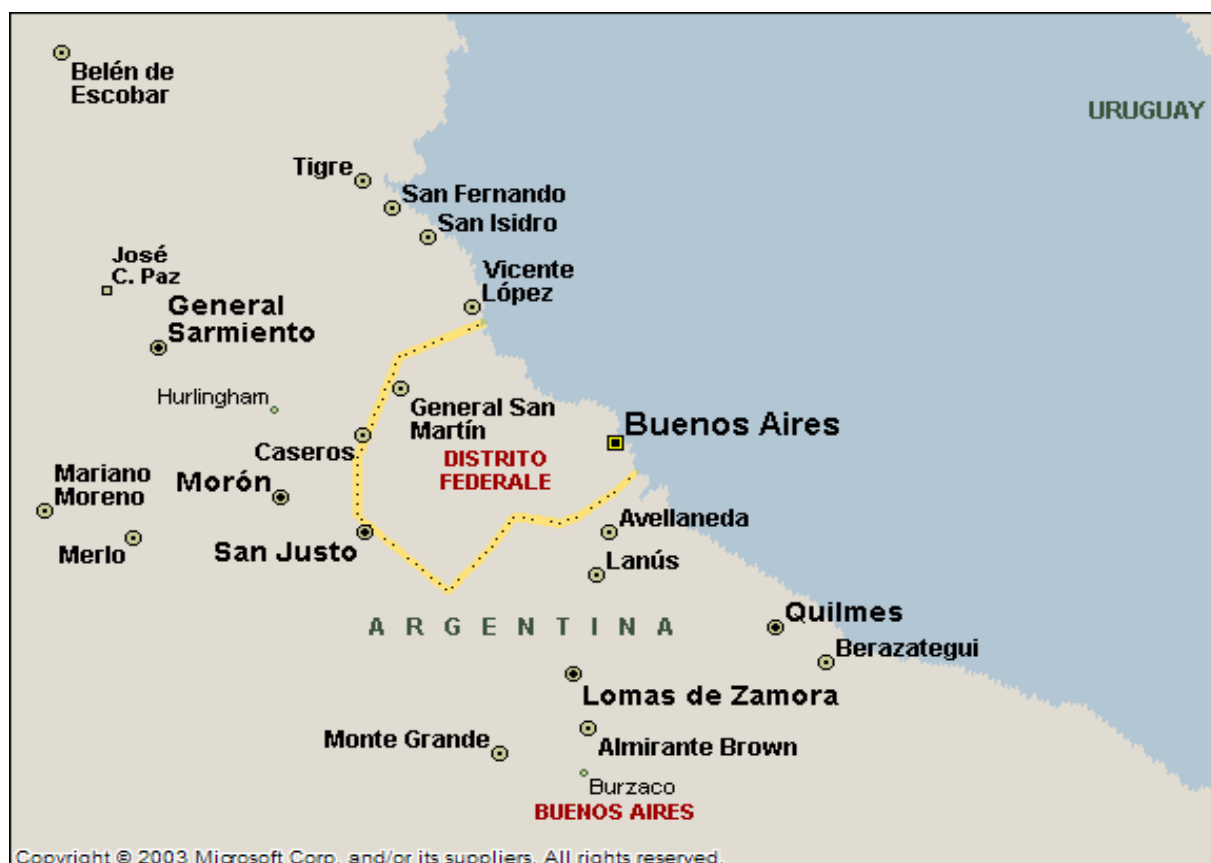 Belén de
Escobar
URUGUAY
Tigre
San Fernando
San Isidro
José
C. Paz
Vicente
López
General
Sarmiento
Hurlingham
General San
Martín
Buenos Aires
Caseros
DISTRITO
FEDERALE
Mariano
Moreno
Morón
Avellaneda
San Justo
Merlo
Lanús
Quilmes
ARGENTINA
Berazategui
Lomas de Zamora
Monte Grande
Almirante Brown
Burzaco
BUENOS AIRES
Copyright © 2003 Microsoft Corp. and/or its suppliers. All rights reserved.